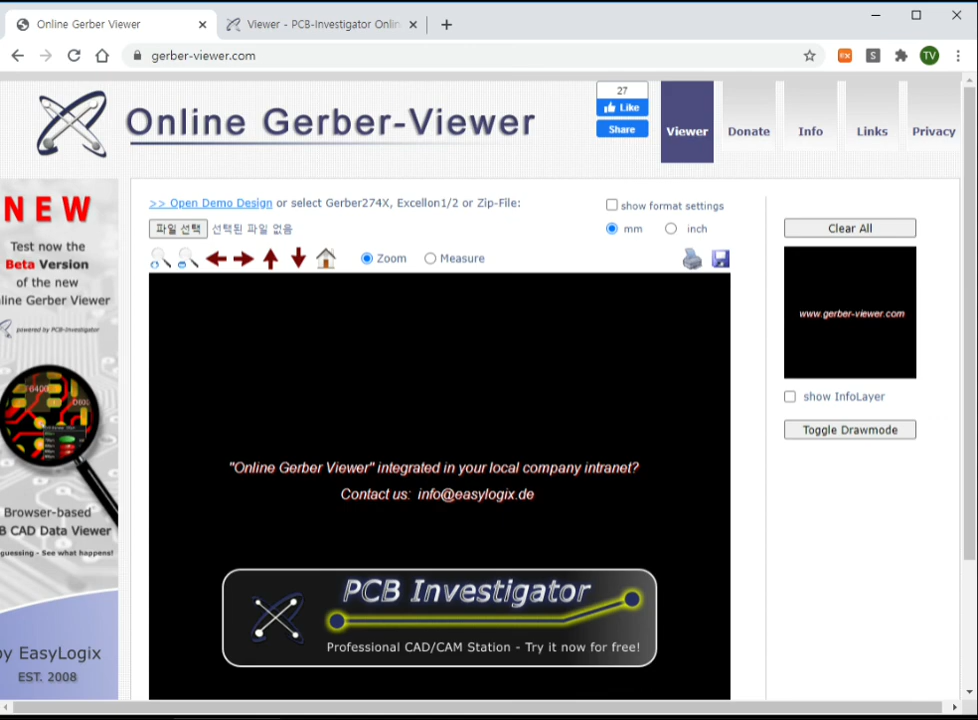 Online Gerber Viewer
Viewer - PCB-Investigator Onlin
gerber-viewer.com
TV
Online Gerber-Viewer
27
Like
Share
Viewer
Donate
Info
Links
Privacy
NEW
Test now the
Beta Version
of the new
line Gerber Viewer
powered by PCB-Investigator
Browser-based
B CAD Data Viewer
guessing - See what happens!
by EasyLogix
EST. 2008
>> Open Demo Design or select Gerber274X, Excellon1/2 or Zip-File:
파일 선택 선택된 파일 없음
show format settings
mm inch
Zoom Measure
"Online Gerber Viewer" integrated in your local company intranet?
Contact us: info@easylogix.de
PCB Investigator
Professional CAD/CAM Station - Try it now for free!
Clear All
www.gerber-viewer.com
show InfoLayer
Toggle Drawmode